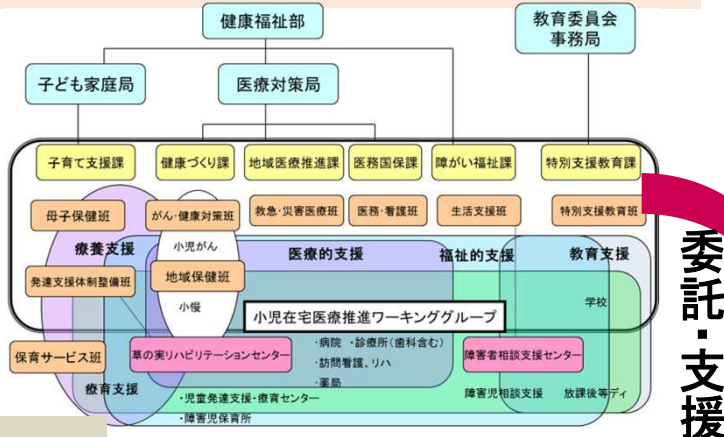 健康福祉部
教育委員会
事務局
子ども家庭局
医療対策局
子育て支援課
健康づくり課
地域医療推進課
医務国保課
障がい福祉課
特別支援教育課
母子保健班
がん・健康対策班
救急・災害医療班
医務・看護班
生活支援班
特別支援教育班
療養支援
小児がん
医療的支援
福祉的支援
教育支援
発達支援体制整備班
地域保健班
小慢
学校
小児在宅医療推進ワーキンググループ
保育サービス班
草の実リハビリテーションセンター
・病院 ・診療所(歯科含む)
・訪問看護、リハ
・薬局
障害者相談支援センター
療育支援
・児童発達支援・療育センター
・障害児保育所
障害児相談支援
放課後等ディ
委託・支援